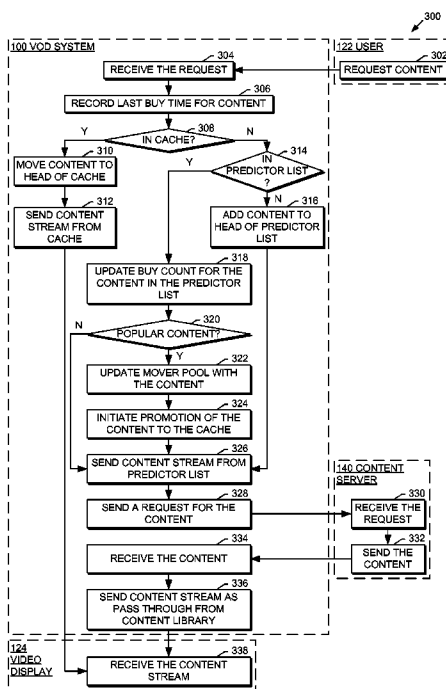 300
100 VOD SYSTEM
122 USER
304
RECEIVE THE REQUEST
302
REQUEST CONTENT
306
RECORD LAST BUY TIME FOR CONTENT
Y
308
N
IN CACHE?
310
MOVE CONTENT TO
HEAD OF CACHE
314
IN
PREDICTOR LIST
?
Y
N
312
SEND CONTENT
STREAM FROM
CACHE
316
ADD CONTENT TO
HEAD OF PREDICTOR
LIST
318
UPDATE BUY COUNT FOR THE
CONTENT IN THE PREDICTOR
LIST
320
N
POPULAR CONTENT?
Y
322
UPDATE MOVER POOL WITH
THE CONTENT
324
INITIATE PROMOTION OF THE
CONTENT TO THE CACHE
326
SEND CONTENT STREAM FROM
PREDICTOR LIST
328
SEND A REQUEST FOR THE
CONTENT
140 CONTENT
SERVER
330
RECEIVE THE
REQUEST
332
SEND THE
CONTENT
334
RECEIVE THE CONTENT
336
SEND CONTENT STREAM AS
PASS THROUGH FROM
CONTENT LIBRARY
124
VIDEO
DISPLAY
338
RECEIVE THE CONTENT
STREAM